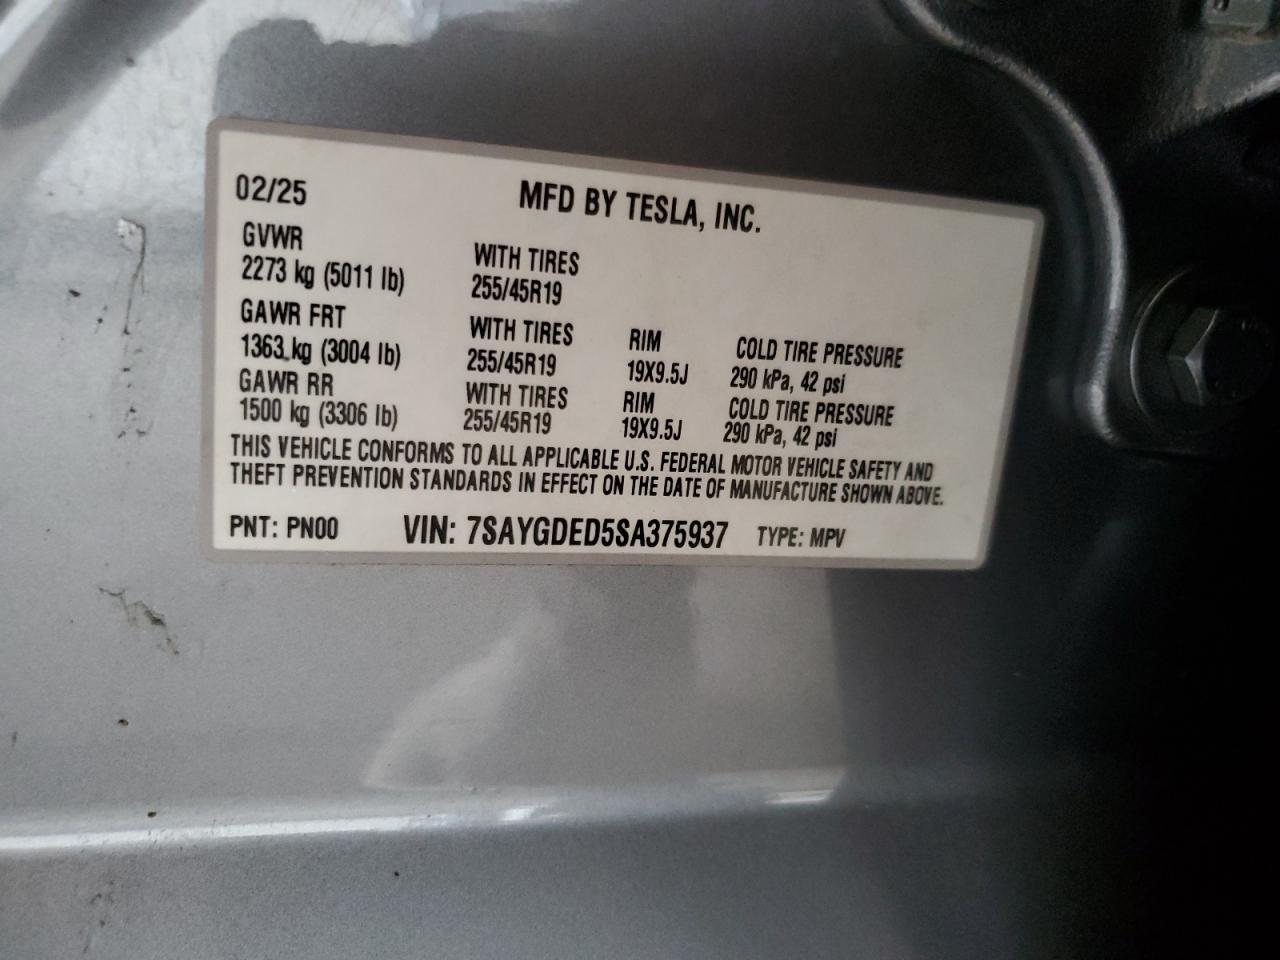 02/25 MFD BY TESLA, INC.
GVWR WITH TIRES
2273 kg (5011 lb) 255/45R19
GAWR FRT WITH TIRES RIM COLD TIRE PRESSURE
1363 kg (3004 lb) 255/45R19 19X9.5J 290 kPa, 42 psi
GAWR RR WITH TIRES RIM COLD TIRE PRESSURE
1500 kg (3306 lb) 255/45R19 19X9.5J 290 kPa, 42 psi
THIS VEHICLE CONFORMS TO ALL APPLICABLE U.S. FEDERAL MOTOR VEHICLE SAFETY AND
THEFT PREVENTION STANDARDS IN EFFECT ON THE DATE OF MANUFACTURE SHOWN ABOVE.
PNT: PN00 VIN: 7SAYGDED5SA375937 TYPE: MPV